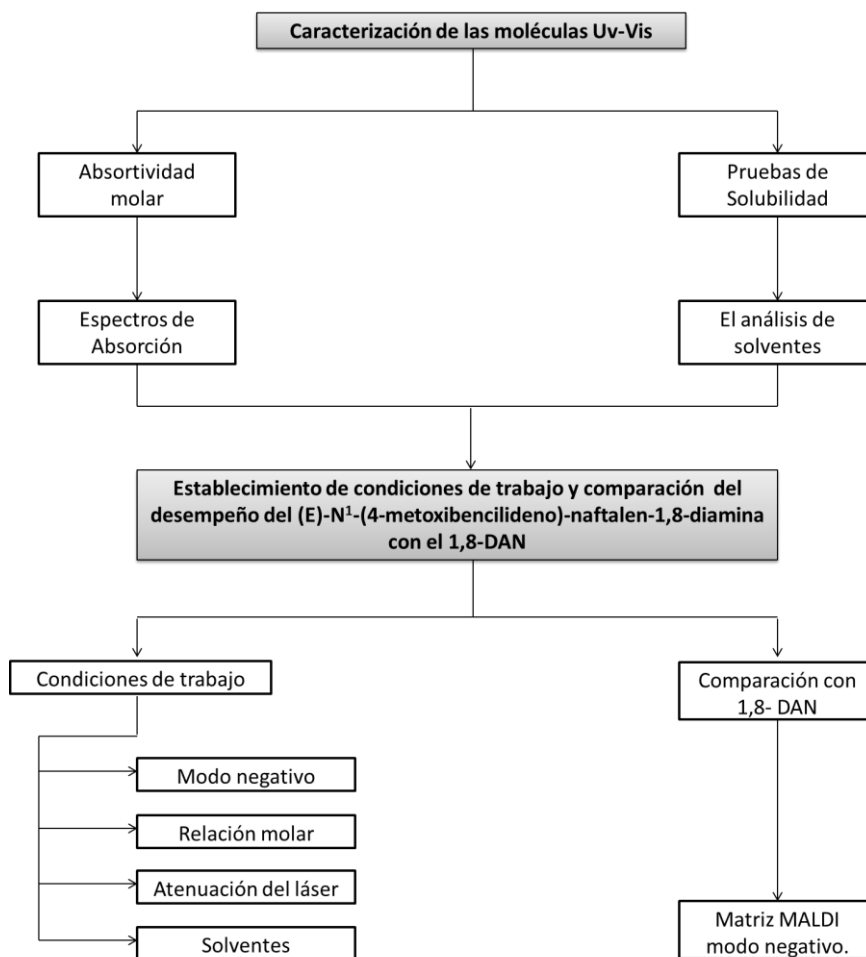 Caracterización de las moléculas Uv-Vis
Absortividad
molar
Pruebas de
Solubilidad
Espectros de
Absorción
El análisis de
solventes
Establecimiento de condiciones de trabajo y comparación del
desempeño del (E)-N¹-(4-metoxibencilideno)-naftalen-1,8-diamina
con el 1,8-DAN
Condiciones de trabajo
Comparación con
1,8- DAN
Modo negativo
Relación molar
Atenuación del láser
Solventes
Matriz MALDI
modo negativo.